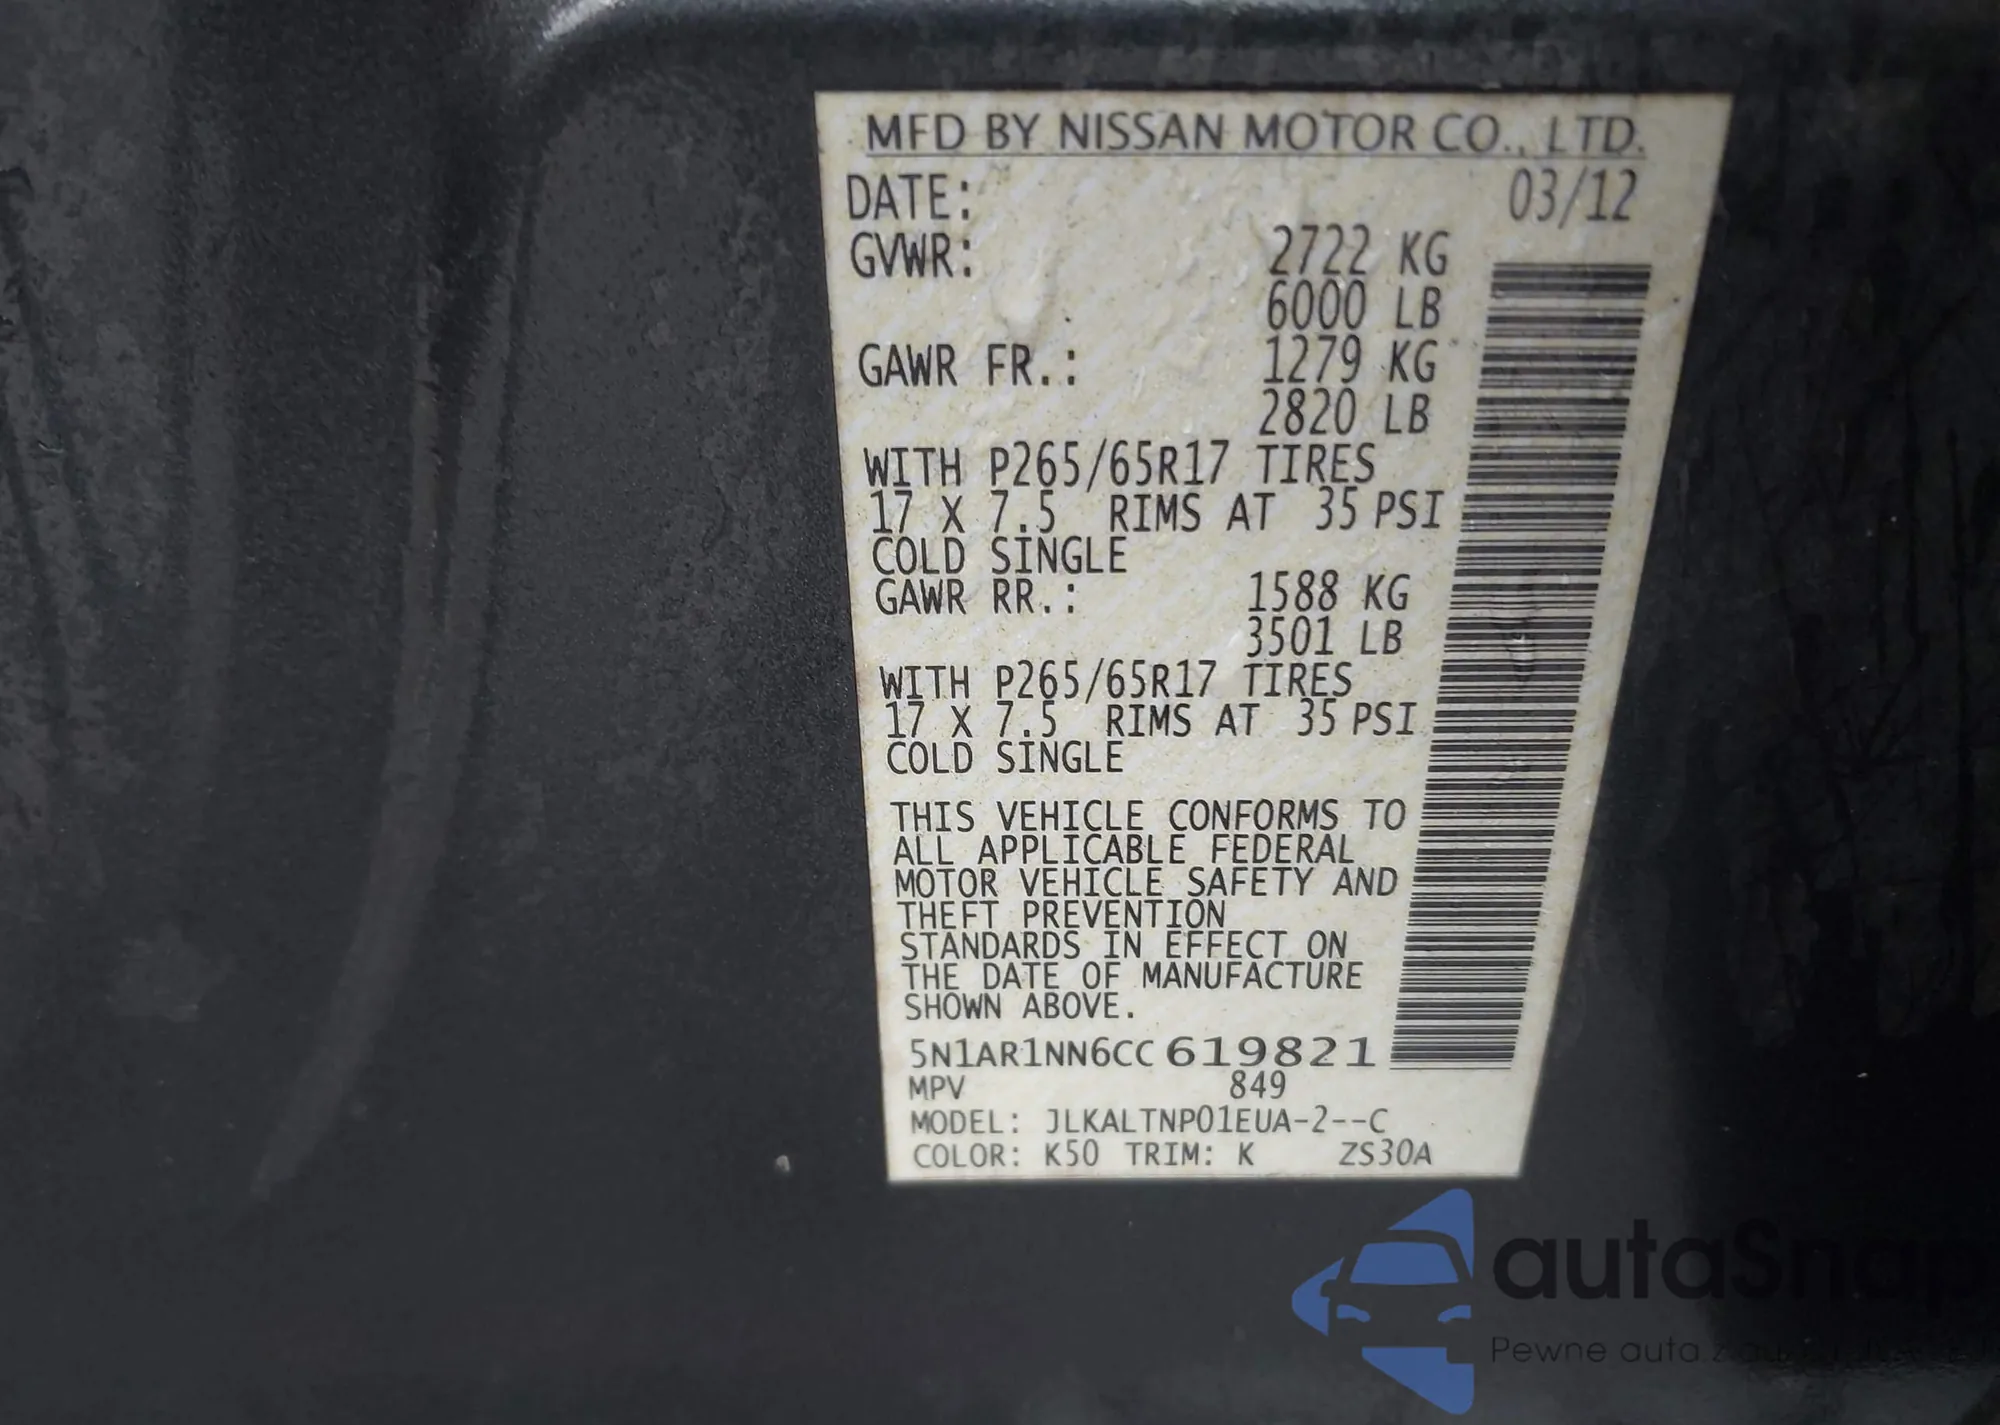 MFD BY NISSAN MOTOR CO., LTD.
DATE: 03/12
GVWR: 2722 KG
6000 LB
GAWR FR.: 1279 KG
2820 LB
WITH P265/65R17 TIRES
17 X 7.5 RIMS AT 35 PSI
COLD SINGLE
GAWR RR.: 1588 KG
3501 LB
WITH P265/65R17 TIRES
17 X 7.5 RIMS AT 35 PSI
COLD SINGLE
THIS VEHICLE CONFORMS TO
ALL APPLICABLE FEDERAL
MOTOR VEHICLE SAFETY AND
THEFT PREVENTION
STANDARDS IN EFFECT ON
THE DATE OF MANUFACTURE
SHOWN ABOVE.
5N1AR1NN6CC619821
MPV 849
MODEL: JLKALTNP01EUA-2--C
COLOR: K50 TRIM: K ZS30A
autaSnap
Pewne auta z